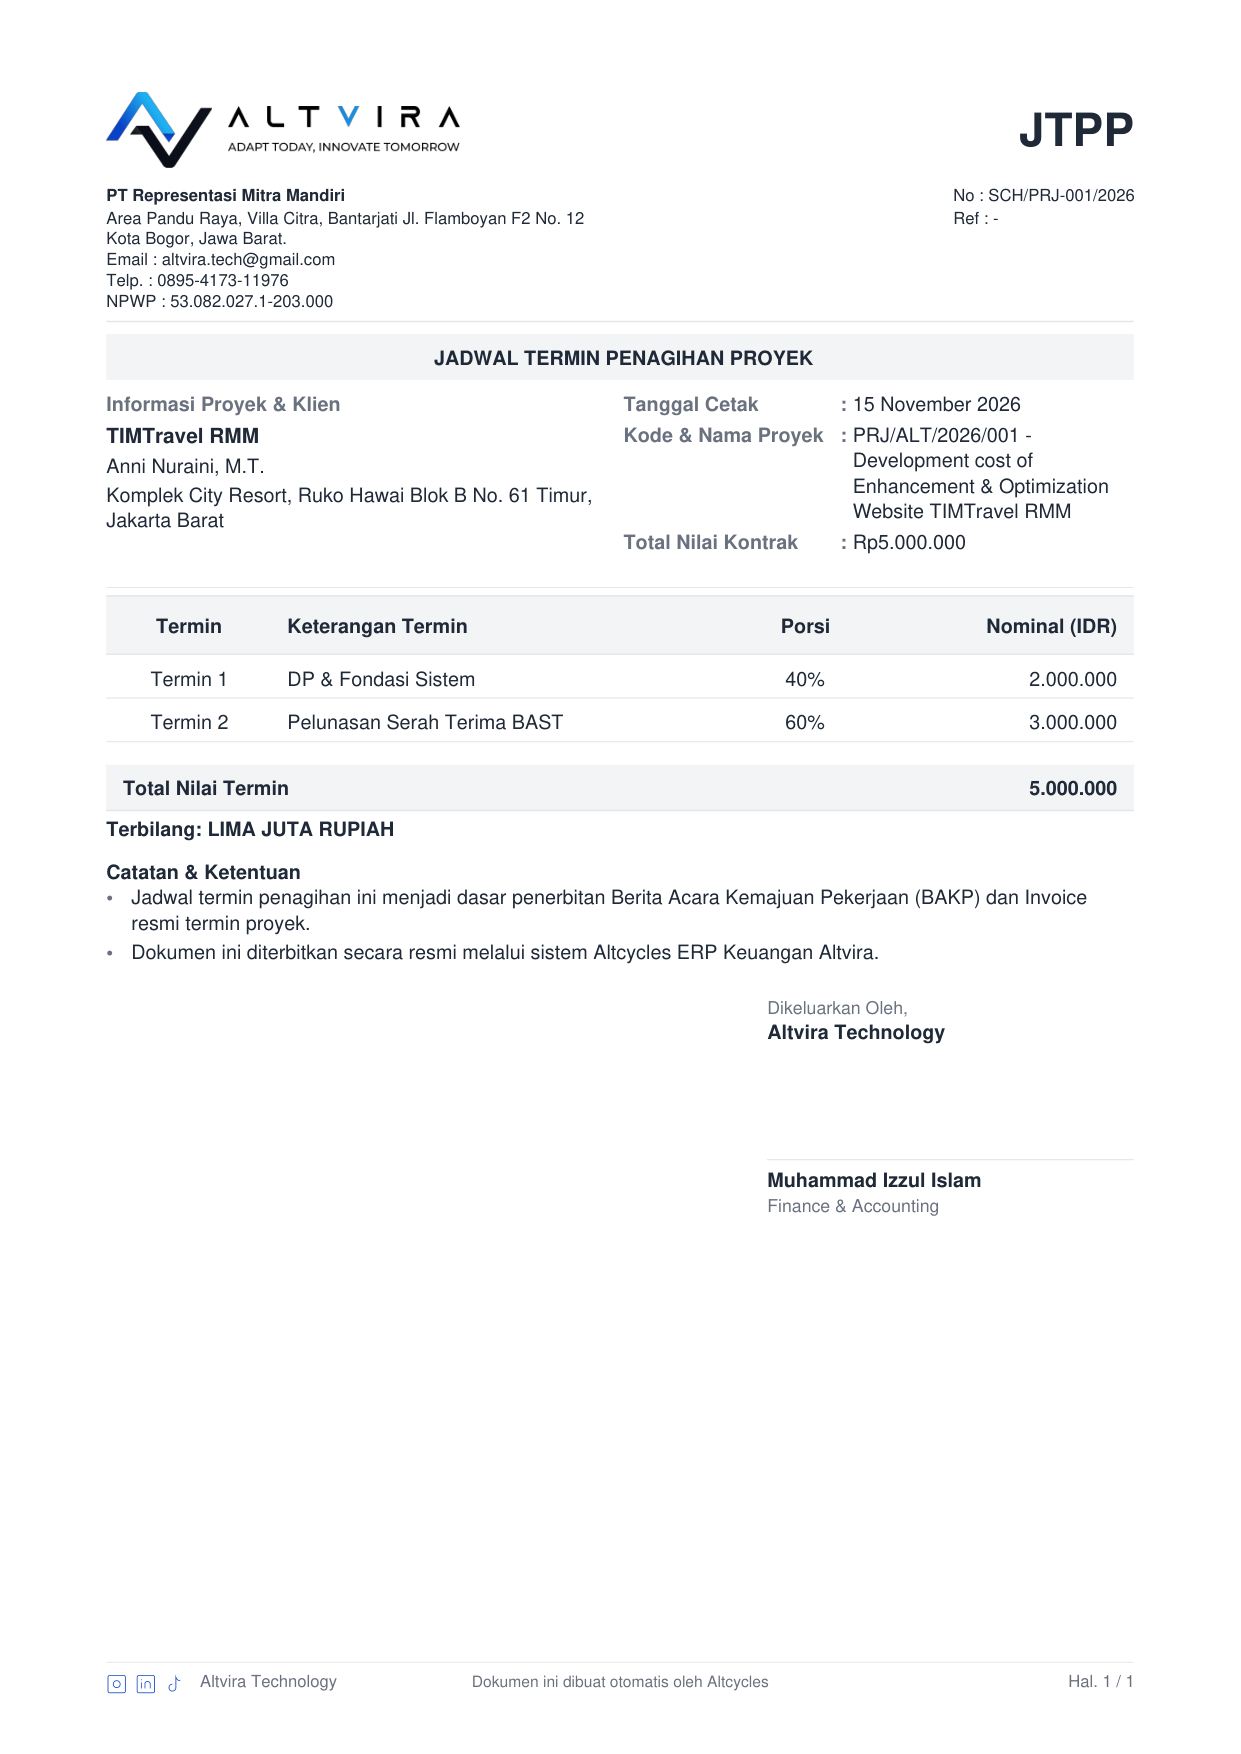 ALTVIRA
ADAPT TODAY, INNOVATE TOMORROW
JTPP
PT Representasi Mitra Mandiri
Area Pandu Raya, Villa Citra, Bantarjati Jl. Flamboyan F2 No. 12
Kota Bogor, Jawa Barat.
Email : altvira.tech@gmail.com
Telp. : 0895-4173-11976
NPWP : 53.082.027.1-203.000
No : SCH/PRJ-001/2026
Ref : -
JADWAL TERMIN PENAGIHAN PROYEK
Informasi Proyek & Klien
TIMTravel RMM
Anni Nuraini, M.T.
Komplek City Resort, Ruko Hawai Blok B No. 61 Timur,
Jakarta Barat
Tanggal Cetak : 15 November 2026
Kode & Nama Proyek : PRJ/ALT/2026/001 -
Development cost of
Enhancement & Optimization
Website TIMTravel RMM
Total Nilai Kontrak : Rp5.000.000
Termin Keterangan Termin Porsi Nominal (IDR)
Termin 1 DP & Fondasi Sistem 40% 2.000.000
Termin 2 Pelunasan Serah Terima BAST 60% 3.000.000
Total Nilai Termin 5.000.000
Terbilang: LIMA JUTA RUPIAH
Catatan & Ketentuan
• Jadwal termin penagihan ini menjadi dasar penerbitan Berita Acara Kemajuan Pekerjaan (BAKP) dan Invoice
resmi termin proyek.
• Dokumen ini diterbitkan secara resmi melalui sistem Altcycles ERP Keuangan Altvira.
Dikeluarkan Oleh,
Altvira Technology
Muhammad Izzul Islam
Finance & Accounting
in Altvira Technology Dokumen ini dibuat otomatis oleh Altcycles Hal. 1 / 1